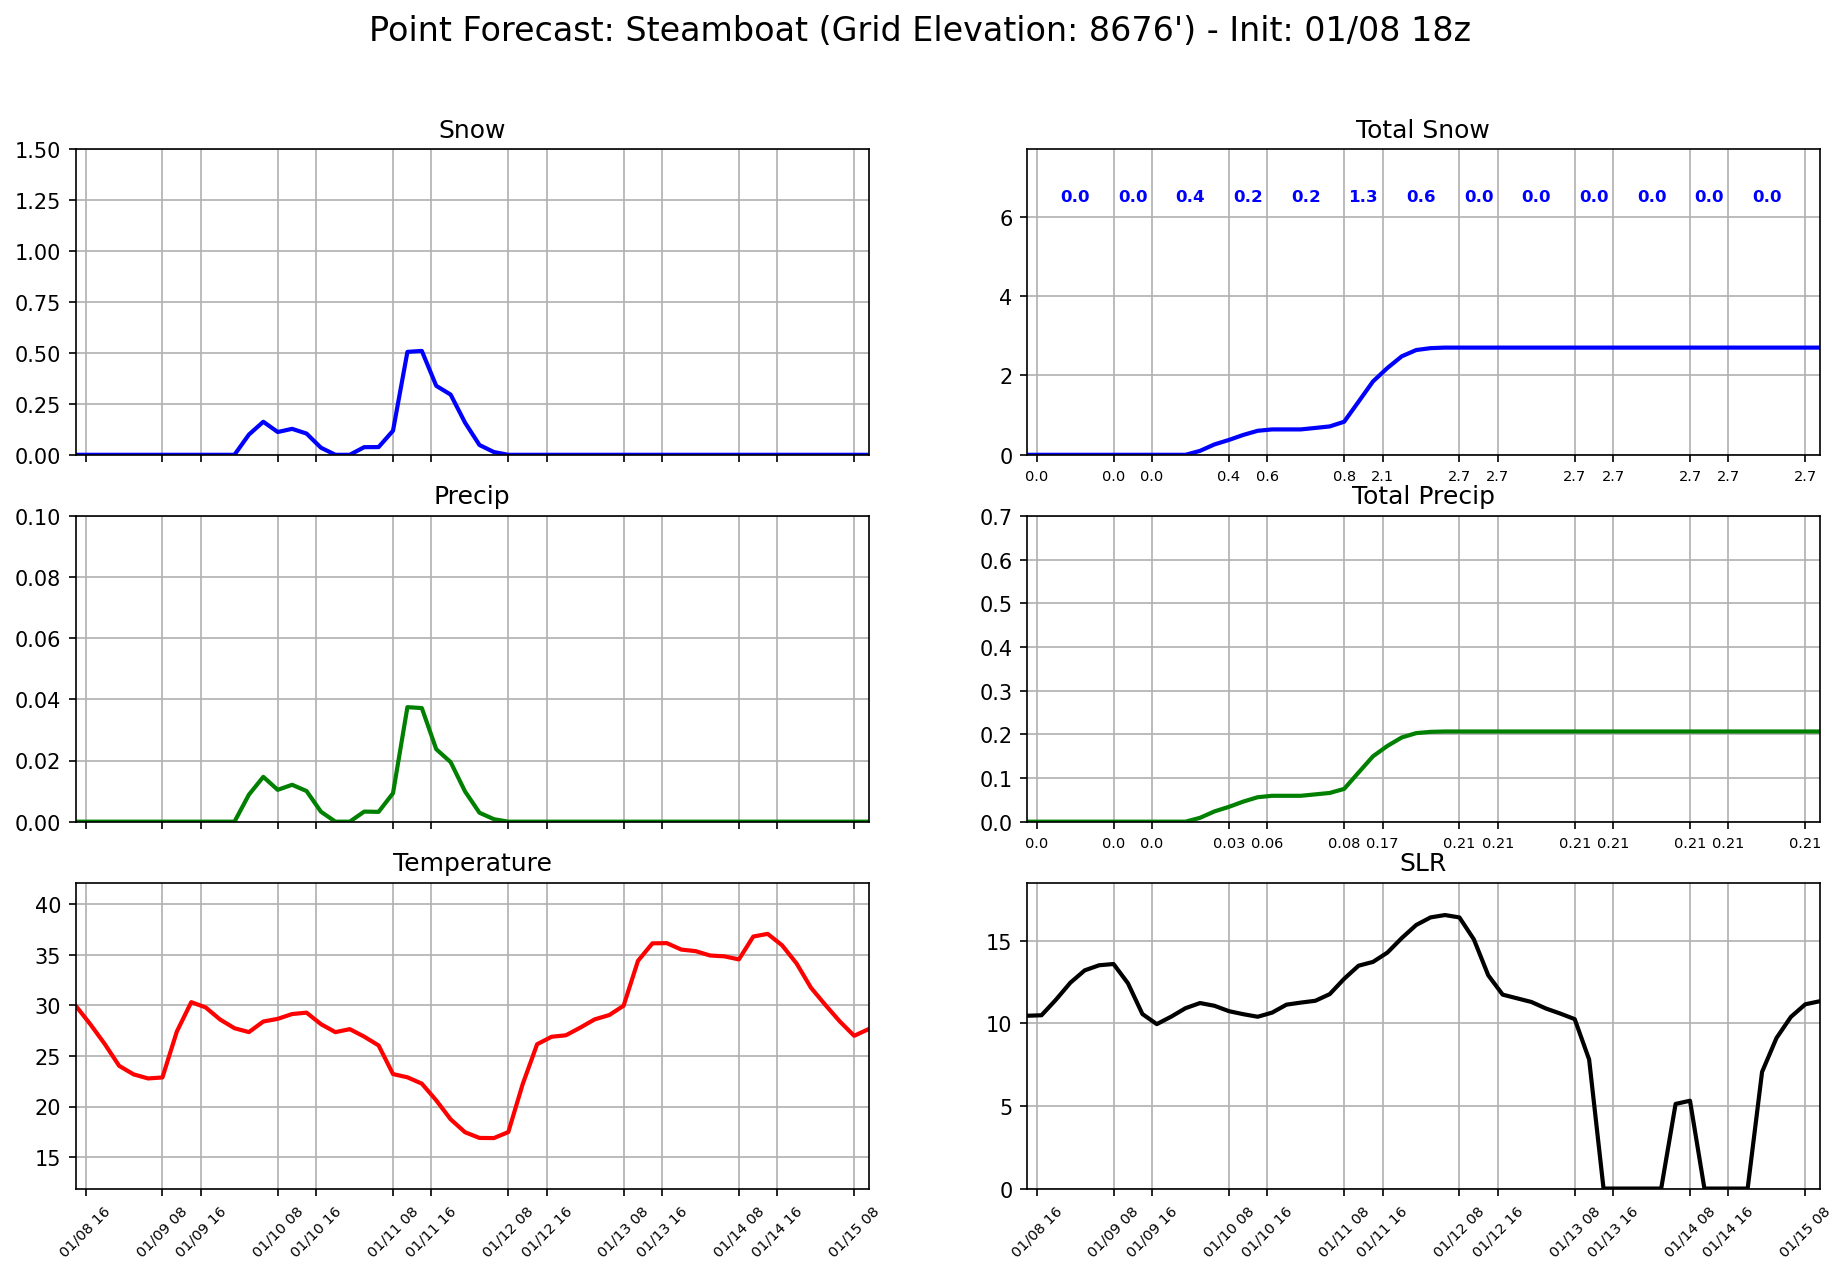 Point Forecast: Steamboat (Grid Elevation: 8676') - Init: 01/08 18z
Snow
1.50
1.25
1.00
0.75
0.50
0.25
0.00
Total Snow
0.0 0.0 0.4 0.2 0.2 1.3 0.6 0.0 0.0 0.0 0.0 0.0 0.0
6
4
2
0
0.0 0.0 0.0 0.4 0.6 0.8 2.1 2.7 2.7 2.7 2.7 2.7 2.7 2.7
Precip
0.10
0.08
0.06
0.04
0.02
0.00
Total Precip
0.7
0.6
0.5
0.4
0.3
0.2
0.1
0.0
0.0 0.0 0.0 0.03 0.06 0.08 0.17 0.21 0.21 0.21 0.21 0.21 0.21 0.21
Temperature
40
35
30
25
20
15
01/08 16 01/09 08 01/09 16 01/10 08 01/10 16 01/11 08 01/11 16 01/12 08 01/12 16 01/13 08 01/13 16 01/14 08 01/14 16 01/15 08
SLR
15
10
5
0
01/08 16 01/09 08 01/09 16 01/10 08 01/10 16 01/11 08 01/11 16 01/12 08 01/12 16 01/13 08 01/13 16 01/14 08 01/14 16 01/15 08